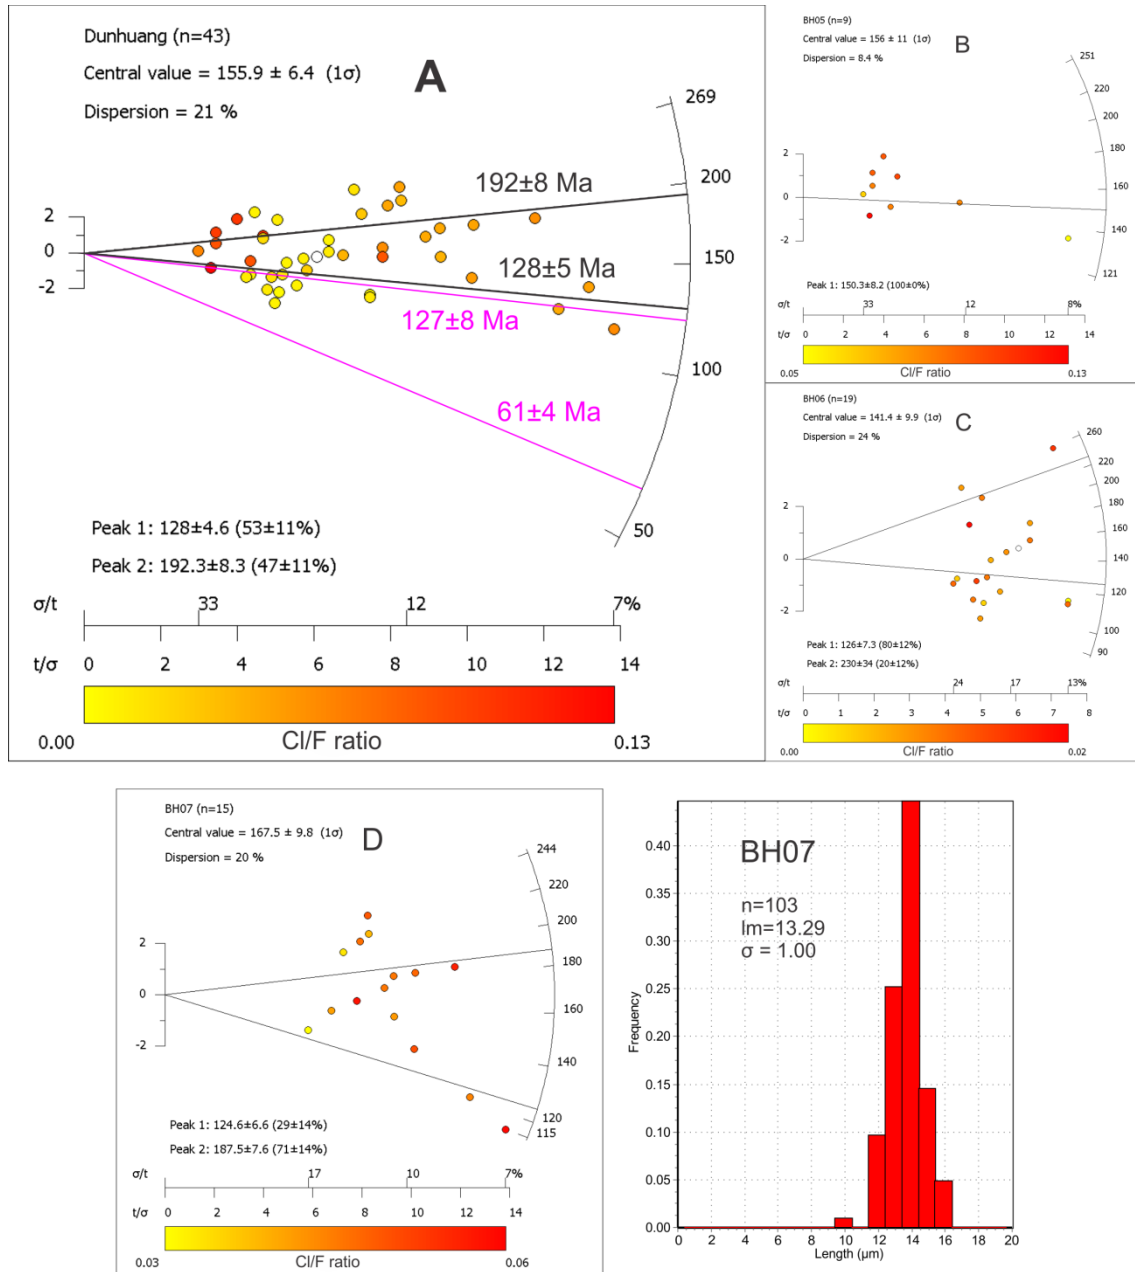 Dunhuang (n=43)
Central value = 155.9 ± 6.4 (1σ)
Dispersion = 21 %
A
269
200
150
100
50
2
0
-2
192±8 Ma
128±5 Ma
127±8 Ma
61±4 Ma
Peak 1: 128±4.6 (53±11%)
Peak 2: 192.3±8.3 (47±11%)
σ/t 33 12 7%
t/σ 0 2 4 6 8 10 12 14
0.00 Cl/F ratio 0.13
BH05 (n=9)
Central value = 156 ± 11 (1σ)
Dispersion = 8.4 %
B
251
220
200
180
160
140
121
2
0
-2
Peak 1: 150.3±8.2 (100±0%)
σ/t 33 12 8%
t/σ 0 2 4 6 8 10 12 14
0.05 Cl/F ratio 0.13
BH06 (n=19)
Central value = 141.4 ± 9.9 (1σ)
Dispersion = 24 %
C
260
220
200
180
160
140
120
100
90
2
0
-2
Peak 1: 126±7.3 (80±12%)
Peak 2: 230±34 (20±12%)
σ/t 24 17 13%
t/σ 0 1 2 3 4 5 6 7 8
0.00 Cl/F ratio 0.02
BH07 (n=15)
Central value = 167.5 ± 9.8 (1σ)
Dispersion = 20 %
D
244
220
200
180
160
140
120
115
2
0
-2
Peak 1: 124.6±6.6 (29±14%)
Peak 2: 187.5±7.6 (71±14%)
σ/t 17 10 7%
t/σ 0 2 4 6 8 10 12 14
0.03 Cl/F ratio 0.06
BH07
n=103
lm=13.29
σ = 1.00
Frequency
0.40
0.35
0.30
0.25
0.20
0.15
0.10
0.05
0.00
0 2 4 6 8 10 12 14 16 18 20
Length (μm)